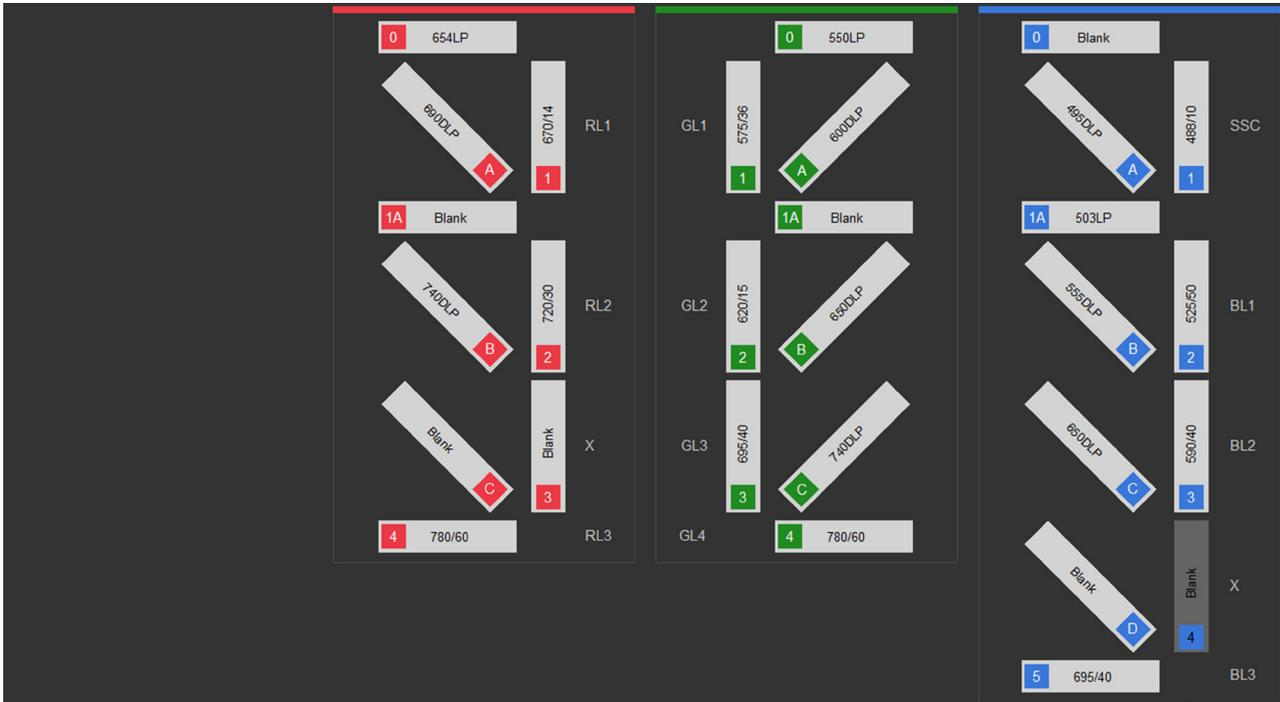 0 654LP
690DLP A
670/14 1
RL1
1A Blank
740DLP B
720/30 2
RL2
Blank C
Blank 3
X
4 780/60
RL3
0 550LP
GL1
575/36 1
600DLP A
1A Blank
GL2
620/15 2
650DLP B
GL3
695/40 3
740DLP C
GL4
4 780/60
0 Blank
495DLP A
488/10 1
SSC
1A 503LP
555DLP B
525/50 2
BL1
650DLP C
590/40 3
BL2
Blank D
Blank 4
X
5 695/40
BL3